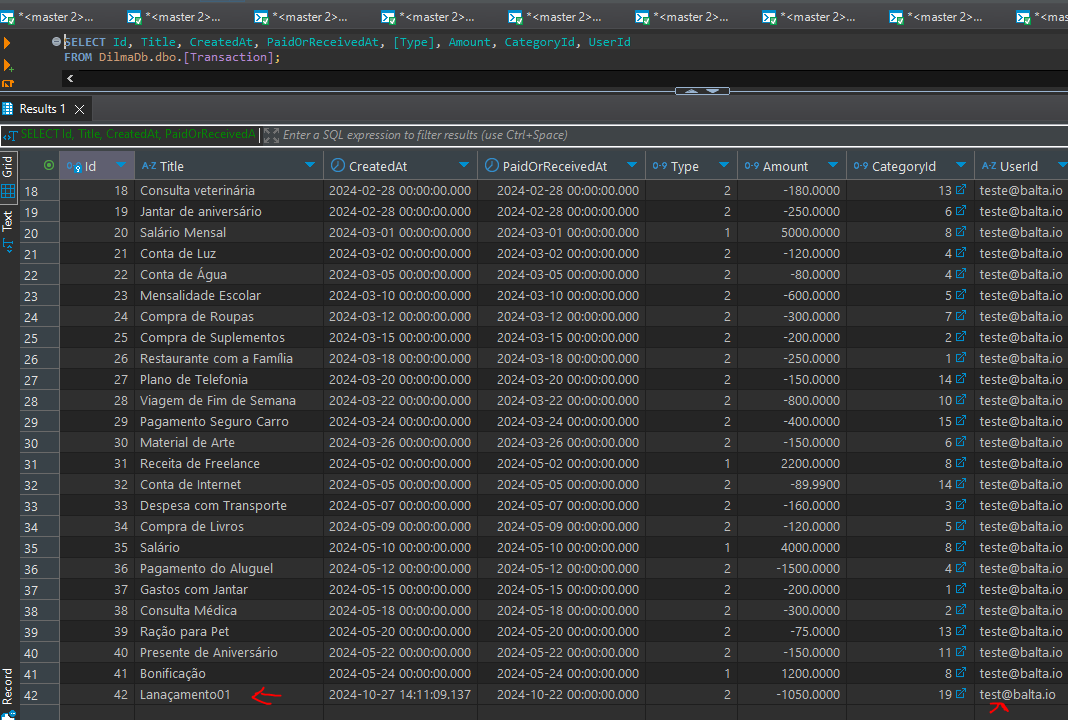 *<master 2>... *<master 2>... *<master 2>... *<master 2>... *<master 2>... *<master 2>... *<master 2>... *<master 2>... *<mas
SELECT Id, Title, CreatedAt, PaidOrReceivedAt, [Type], Amount, CategoryId, UserId
FROM DilmaDb.dbo.[Transaction];
Results 1
SELECT Id, Title, CreatedAt, PaidOrReceivedA Enter a SQL expression to filter results (use Ctrl+Space)
Grid
Text
Record
Id A-Z Title CreatedAt PaidOrReceivedAt 0-9 Type 0-9 Amount 0-9 CategoryId A-Z UserId
18 18 Consulta veterinária 2024-02-28 00:00:00.000 2024-02-28 00:00:00.000 2 -180.0000 13 teste@balta.io
19 19 Jantar de aniversário 2024-02-28 00:00:00.000 2024-02-28 00:00:00.000 2 -250.0000 6 teste@balta.io
20 20 Salário Mensal 2024-03-01 00:00:00.000 2024-03-01 00:00:00.000 1 5000.0000 8 teste@balta.io
21 21 Conta de Luz 2024-03-02 00:00:00.000 2024-03-02 00:00:00.000 2 -120.0000 4 teste@balta.io
22 22 Conta de Água 2024-03-05 00:00:00.000 2024-03-05 00:00:00.000 2 -80.0000 4 teste@balta.io
23 23 Mensalidade Escolar 2024-03-10 00:00:00.000 2024-03-10 00:00:00.000 2 -600.0000 5 teste@balta.io
24 24 Compra de Roupas 2024-03-12 00:00:00.000 2024-03-12 00:00:00.000 2 -300.0000 7 teste@balta.io
25 25 Compra de Suplementos 2024-03-15 00:00:00.000 2024-03-15 00:00:00.000 2 -200.0000 2 teste@balta.io
26 26 Restaurante com a Família 2024-03-18 00:00:00.000 2024-03-18 00:00:00.000 2 -250.0000 1 teste@balta.io
27 27 Plano de Telefonia 2024-03-20 00:00:00.000 2024-03-20 00:00:00.000 2 -150.0000 14 teste@balta.io
28 28 Viagem de Fim de Semana 2024-03-22 00:00:00.000 2024-03-22 00:00:00.000 2 -800.0000 10 teste@balta.io
29 29 Pagamento Seguro Carro 2024-03-24 00:00:00.000 2024-03-24 00:00:00.000 2 -400.0000 15 teste@balta.io
30 30 Material de Arte 2024-03-26 00:00:00.000 2024-03-26 00:00:00.000 2 -150.0000 6 teste@balta.io
31 31 Receita de Freelance 2024-05-02 00:00:00.000 2024-05-02 00:00:00.000 1 2200.0000 8 teste@balta.io
32 32 Conta de Internet 2024-05-05 00:00:00.000 2024-05-05 00:00:00.000 2 -89.9900 14 teste@balta.io
33 33 Despesa com Transporte 2024-05-07 00:00:00.000 2024-05-07 00:00:00.000 2 -160.0000 3 teste@balta.io
34 34 Compra de Livros 2024-05-09 00:00:00.000 2024-05-09 00:00:00.000 2 -120.0000 5 teste@balta.io
35 35 Salário 2024-05-10 00:00:00.000 2024-05-10 00:00:00.000 1 4000.0000 8 teste@balta.io
36 36 Pagamento do Aluguel 2024-05-12 00:00:00.000 2024-05-12 00:00:00.000 2 -1500.0000 4 teste@balta.io
37 37 Gastos com Jantar 2024-05-15 00:00:00.000 2024-05-15 00:00:00.000 2 -200.0000 1 teste@balta.io
38 38 Consulta Médica 2024-05-18 00:00:00.000 2024-05-18 00:00:00.000 2 -300.0000 2 teste@balta.io
39 39 Ração para Pet 2024-05-20 00:00:00.000 2024-05-20 00:00:00.000 2 -75.0000 13 teste@balta.io
40 40 Presente de Aniversário 2024-05-22 00:00:00.000 2024-05-22 00:00:00.000 2 -150.0000 11 teste@balta.io
41 41 Bonificação 2024-05-24 00:00:00.000 2024-05-24 00:00:00.000 1 1200.0000 8 teste@balta.io
42 42 Lanaçamento01 2024-10-27 14:11:09.137 2024-10-22 00:00:00.000 2 -1050.0000 19 test@balta.io